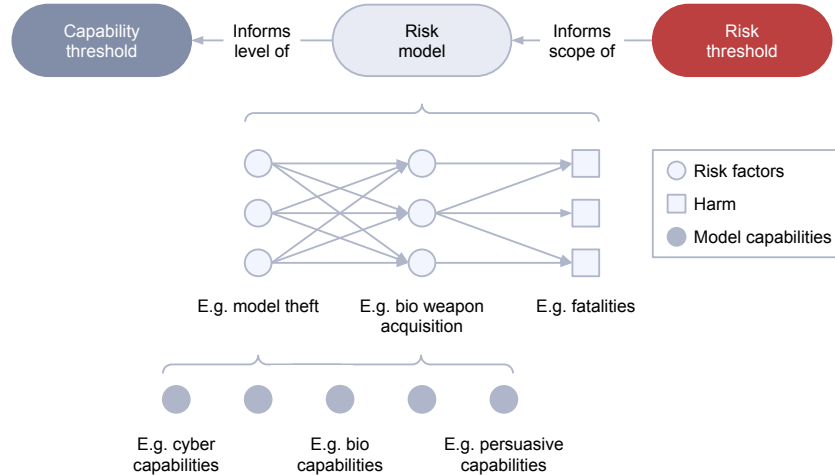 Capability
threshold
Informs
level of
Risk
model
Informs
scope of
Risk
threshold
Risk factors
Harm
Model capabilities
E.g. model theft
E.g. bio weapon
acquisition
E.g. fatalities
E.g. cyber
capabilities
E.g. bio
capabilities
E.g. persuasive
capabilities